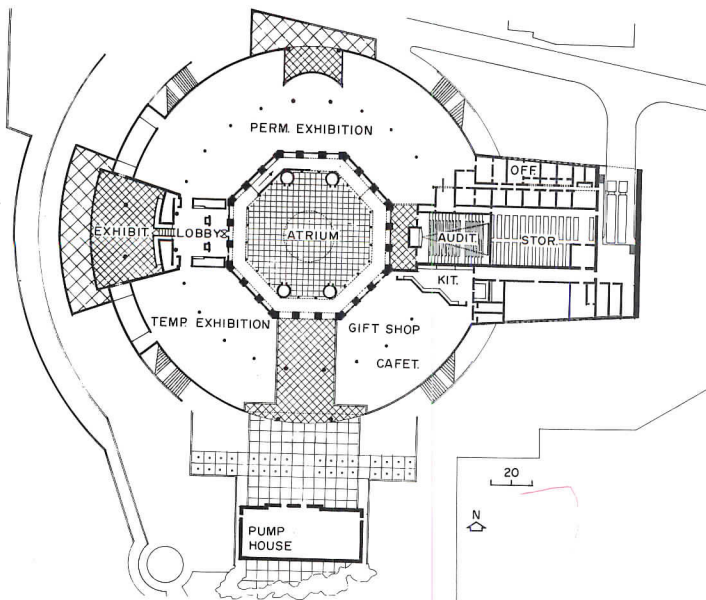 PERM. EXHIBITION
OFF.
EXHIBIT.
LOBBY
ATRIUM
AUDIT.
STOR.
KIT.
TEMP. EXHIBITION
GIFT SHOP
CAFET.
20
N
PUMP
HOUSE